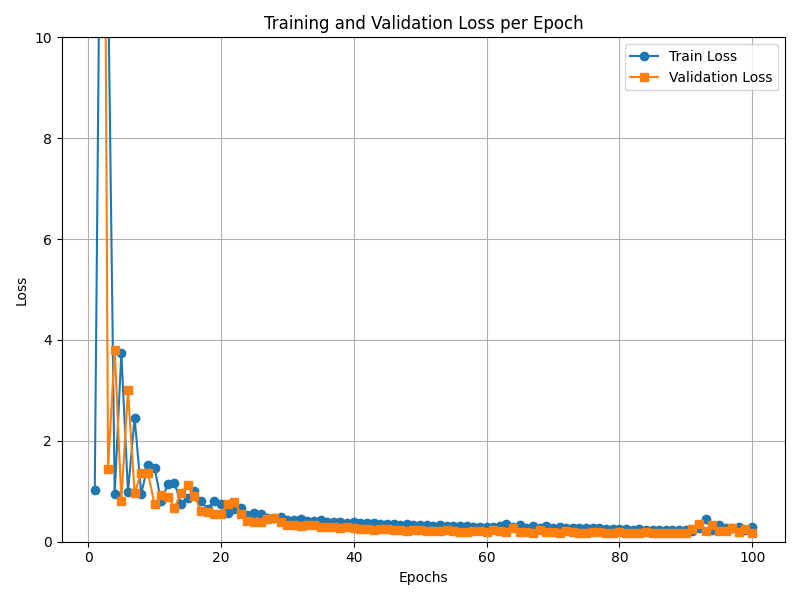 Training and Validation Loss per Epoch
Train Loss
Validation Loss
Loss
10
8
6
4
2
0
0 20 40 60 80 100
Epochs